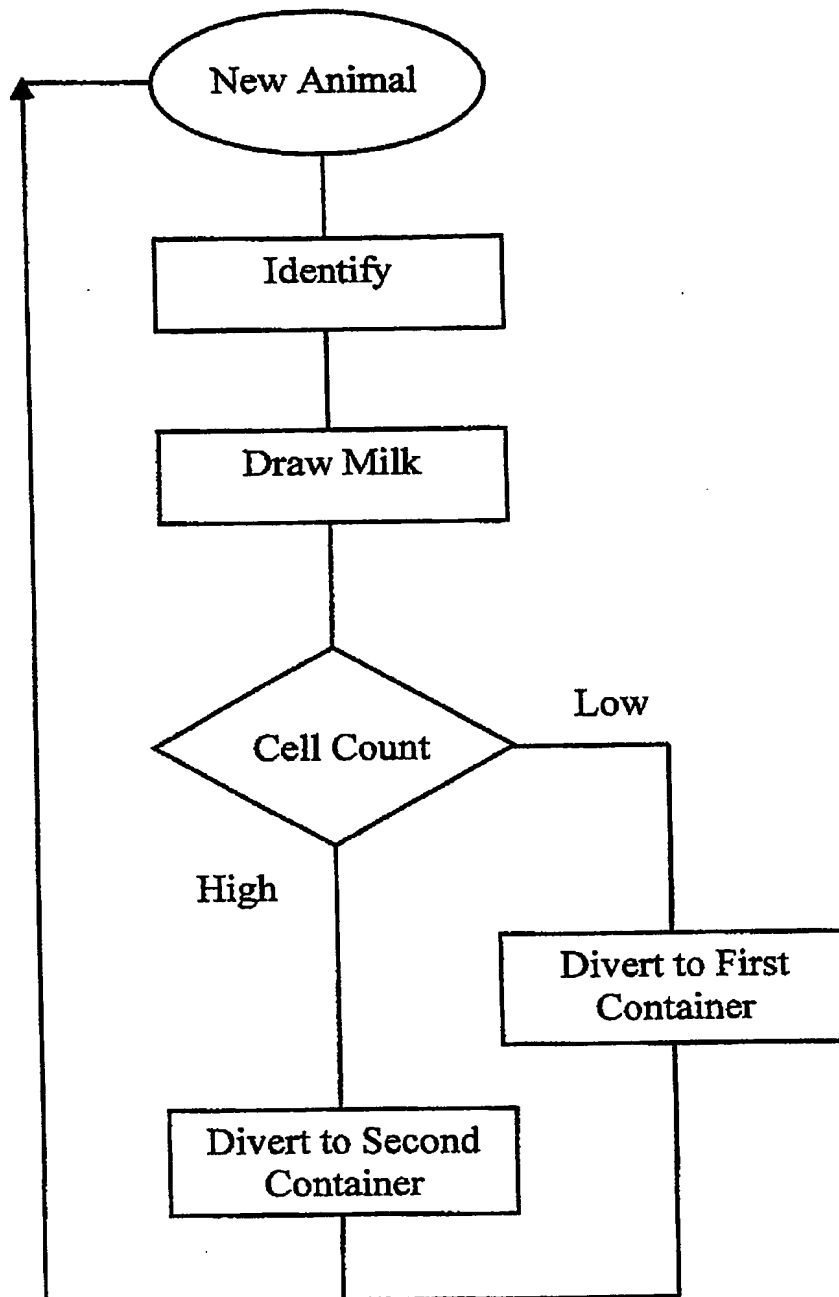 New Animal
Identify
Draw Milk
Low
Cell Count
High
Divert to First
Container
Divert to Second
Container